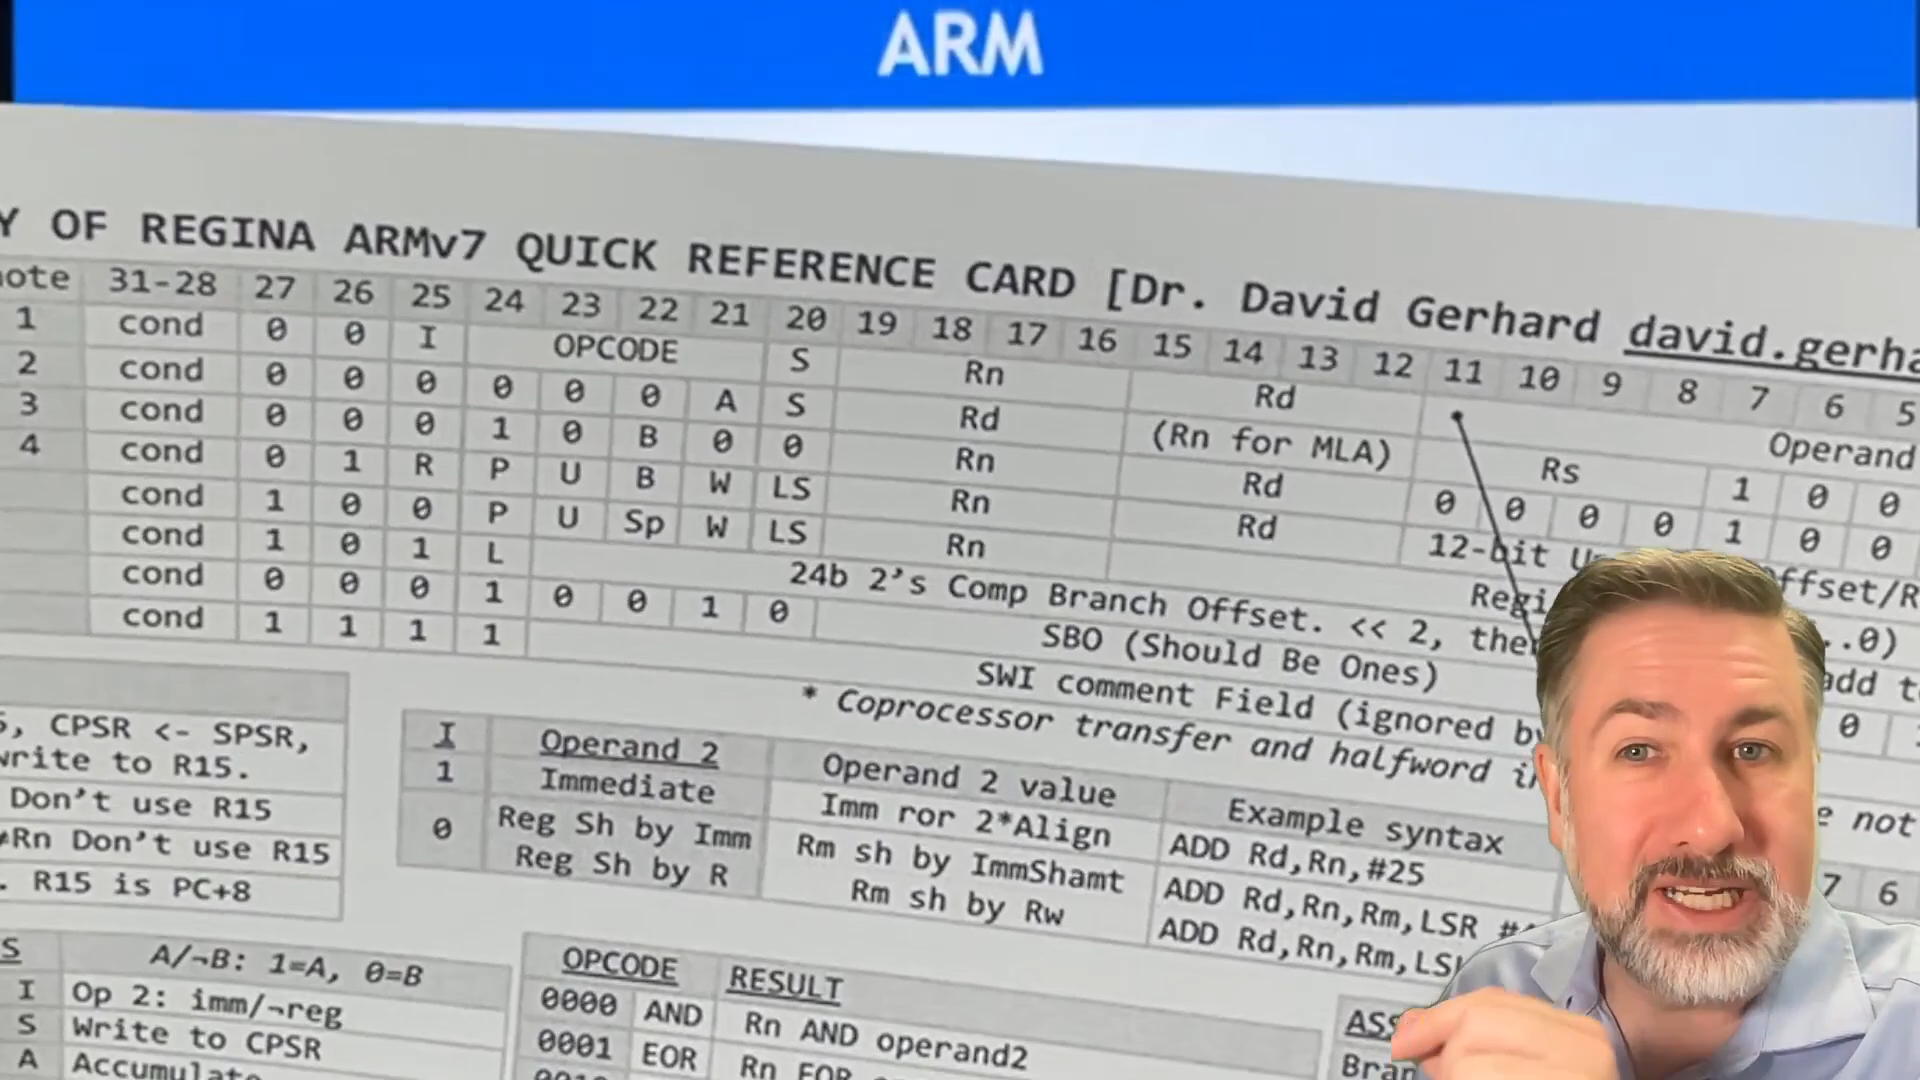 ARM
Y OF REGINA ARMv7 QUICK REFERENCE CARD [Dr. David Gerhard david.gerha
note 31-28 27 26 25 24 23 22 21 20 19 18 17 16 15 14 13 12 11 10 9 8 7 6 5
1 cond 0 0 I OPCODE S Rn Rd Operand
2 cond 0 0 0 0 0 0 A S Rd (Rn for MLA) Rs 1 0 0
3 cond 0 0 0 1 0 B 0 0 Rn Rd 0 0 0 0 1 0 0
4 cond 0 1 R P U B W LS Rn Rd 12-bit U ffset/R
cond 1 0 0 P U Sp W LS Rn Regi ..0)
cond 1 0 1 L 24b 2's Comp Branch Offset. << 2, the add t
cond 0 0 0 1 0 0 1 0 SBO (Should Be Ones) 0
cond 1 1 1 1 SWI comment Field (ignored b
* Coprocessor transfer and halfword i e not
, CPSR <- SPSR,
write to R15.
Don't use R15
≠Rn Don't use R15
. R15 is PC+8
I Operand 2 Operand 2 value Example syntax
1 Immediate Imm ror 2*Align ADD Rd,Rn,#25
0 Reg Sh by Imm Rm sh by ImmShamt ADD Rd,Rn,Rm,LSR #
Reg Sh by R Rm sh by Rw ADD Rd,Rn,Rm,LS
7 6
S A/¬B: 1=A, 0=B
I Op 2: imm/¬reg
S Write to CPSR
A Accumulate
OPCODE RESULT
0000 AND Rn AND operand2
0001 EOR Rn EOR
ASS
Bran